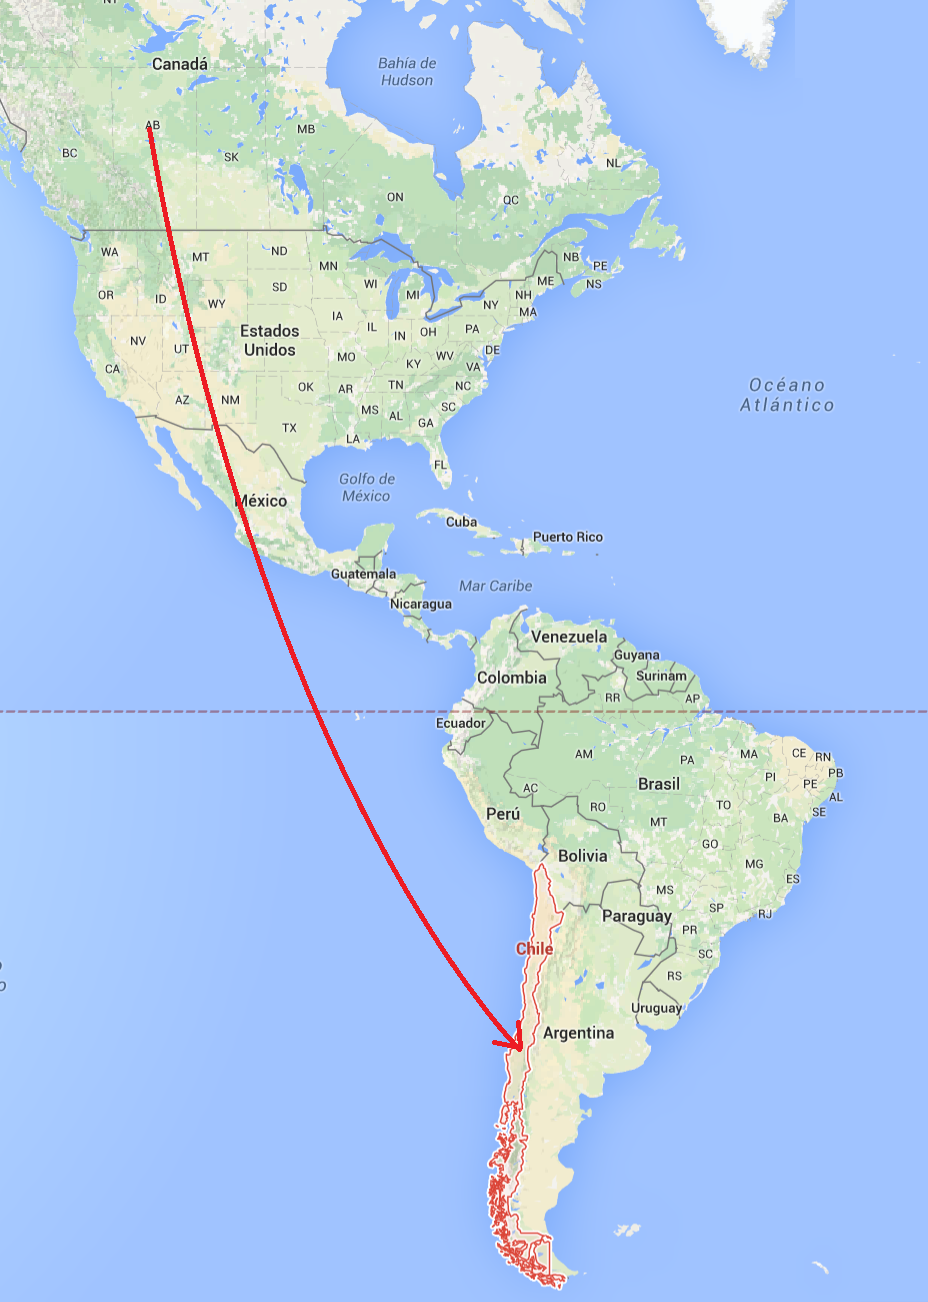 NT
Canadá
Bahía de
Hudson
AB
MB
BC
SK
NL
ON
QC
WA
MT
ND
MN
NB
PE
NS
ME
OR
ID
WY
SD
WI
MI
NH
NY
MA
IA
IL
IN
OH
PA
NV
UT
Estados
Unidos
DE
CA
MO
KY
WV
VA
AZ
NM
OK
AR
TN
NC
MS
AL
SC
GA
TX
LA
FL
Océano
Atlántico
Golfo de
México
México
Cuba
Puerto Rico
Guatemala
Mar Caribe
Nicaragua
Venezuela
Guyana
Surinam
Colombia
RR
AP
Ecuador
AM
PA
MA
CE
RN
PB
PI
PE
AL
AC
Brasil
RO
TO
SE
Perú
MT
BA
Bolivia
GO
MG
ES
MS
Paraguay
SP
RJ
PR
Chile
SC
RS
Uruguay
Argentina